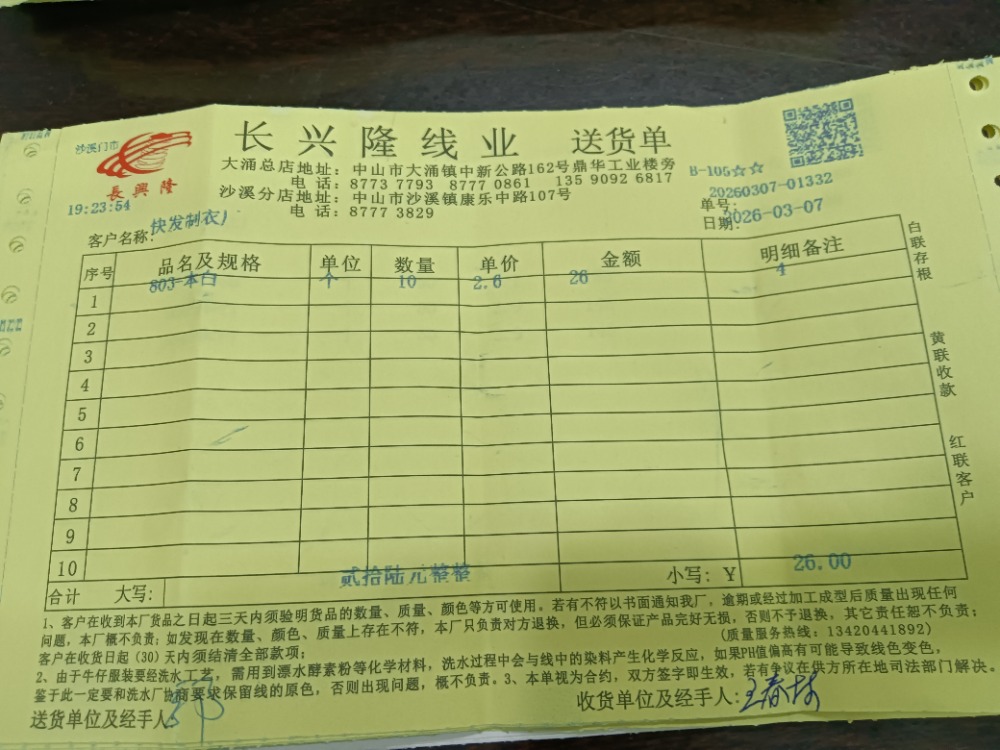 沙溪门市
長興隆
19:23:54
长兴隆线业 送货单
大涌总店地址：中山市大涌镇中新公路162号鼎华工业楼旁
电 话：8773 7793 8777 0861 135 9092 6817
沙溪分店地址：中山市沙溪镇康乐中路107号
电 话：8777 3829
B-105☆☆
单号: 20260307-01332
日期: 2026-03-07
客户名称: 快发制衣厂
序号 品名及规格 单位 数量 单价 金额 明细备注
1 803-本白 个 10 2.6 26 4
2
3
4
5
6
7
8
9
10
合计 大写: 贰拾陆元整整 小写: ¥ 26.00
白联存根
黄联收款
红联客户
1、客户在收到本厂货品之日起三天内须验明货品的数量、质量、颜色等方可使用。若有不符以书面通知我厂，逾期或经过加工成型后质量出现任何
问题，本厂概不负责；如发现在数量、颜色、质量上存在不符，本厂只负责对方退换，但必须保证产品完好无损，否则不予退换，其它责任恕不负责；
客户在收货日起（30）天内须结清全部款项；
(质量服务热线：13420441892)
2、由于牛仔服装要经洗水工艺，需用到漂水酵素粉等化学材料，洗水过程中会与线中的染料产生化学反应，如果PH值偏高有可能导致线色变色，
鉴于此一定要和洗水厂协商要求保留线的原色，否则出现问题，概不负责。3、本单视为合约，双方签字即生效，若有争议在供方所在地司法部门解决。
送货单位及经手人:
收货单位及经手人: 王春林